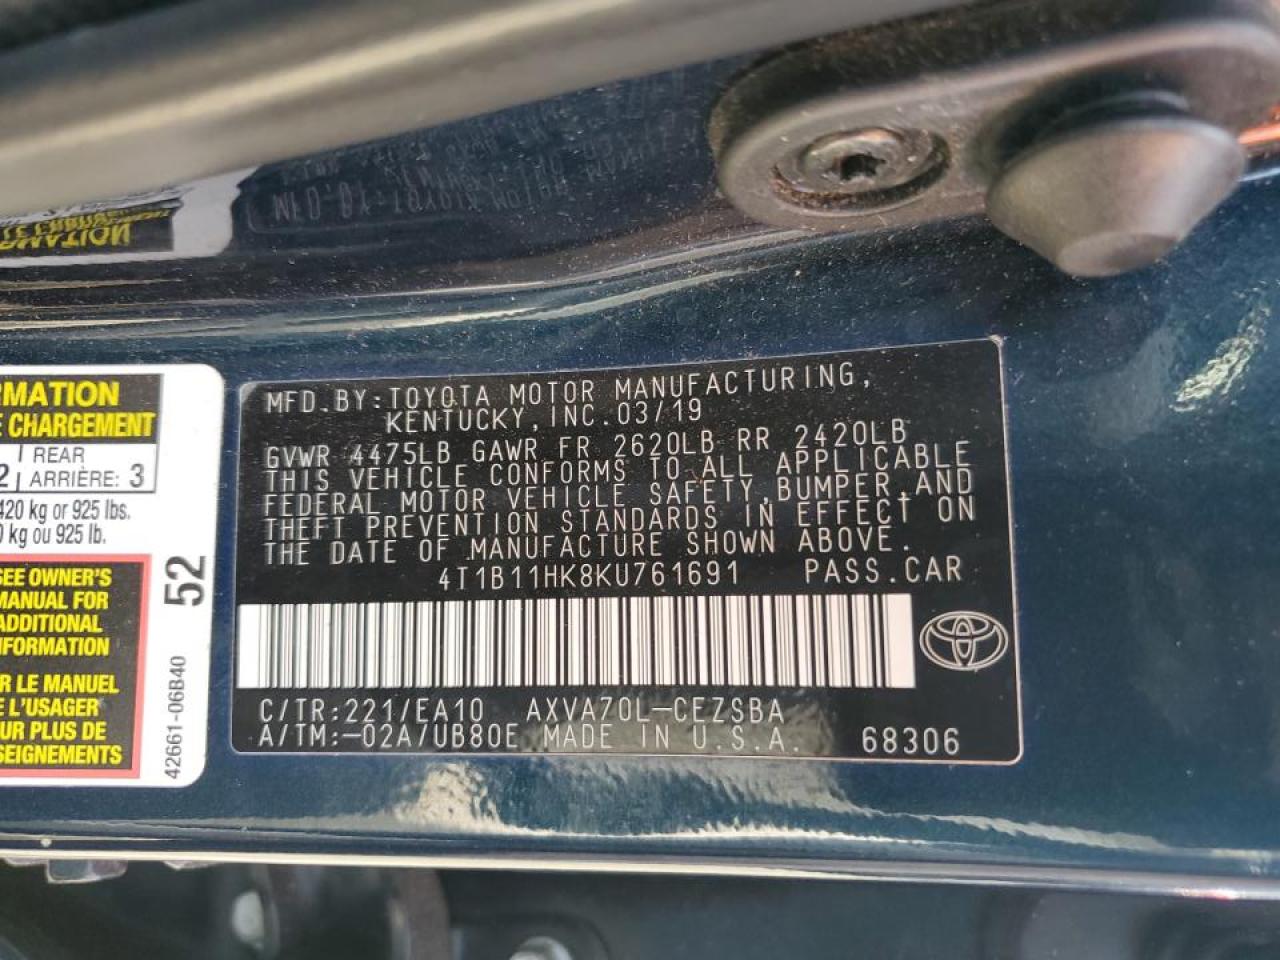 RMATION
E CHARGEMENT
2 | REAR
ARRIÈRE: 3
420 kg or 925 lbs.
0 kg ou 925 lb.
SEE OWNER'S
MANUAL FOR
ADDITIONAL
NFORMATION
R LE MANUEL
E L'USAGER
UR PLUS DE
SEIGNEMENTS
52
42661-06B40
MFD.BY:TOYOTA MOTOR MANUFACTURING,
KENTUCKY,INC.03/19
GVWR 4475LB GAWR FR 2620LB RR 2420LB
THIS VEHICLE CONFORMS TO ALL APPLICABLE
FEDERAL MOTOR VEHICLE SAFETY,BUMPER,AND
THEFT PREVENTION STANDARDS IN EFFECT ON
THE DATE OF MANUFACTURE SHOWN ABOVE.
4T1B11HK8KU761691 PASS.CAR
C/TR:221/EA10 AXVA70L-CEZSBA
A/TM:-02A/UB80E MADE IN U.S.A. 68306